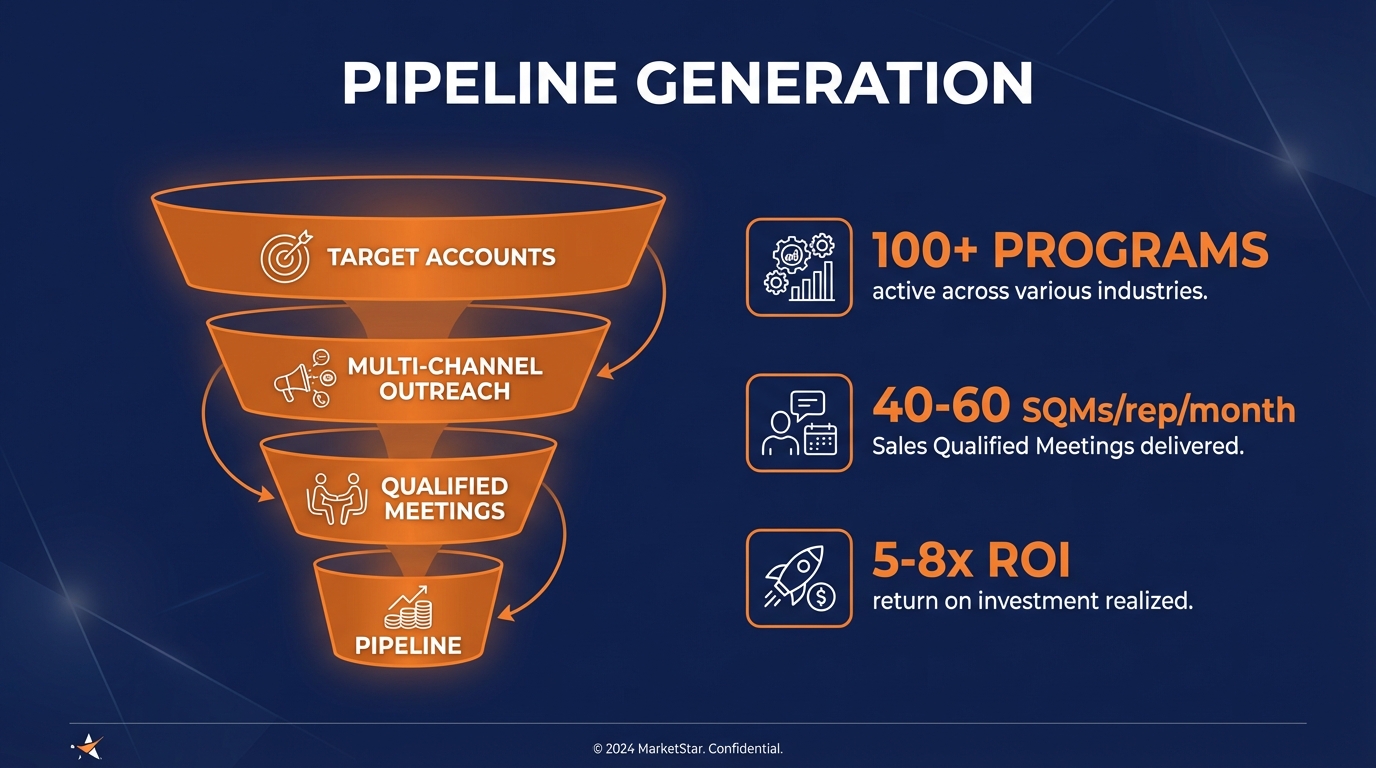 PIPELINE GENERATION
TARGET ACCOUNTS
MULTI-CHANNEL
OUTREACH
QUALIFIED
MEETINGS
PIPELINE
100+ PROGRAMS
active across various industries.
40-60 SQMs/rep/month
Sales Qualified Meetings delivered.
5-8x ROI
return on investment realized.
$
© 2024 MarketStar. Confidential.